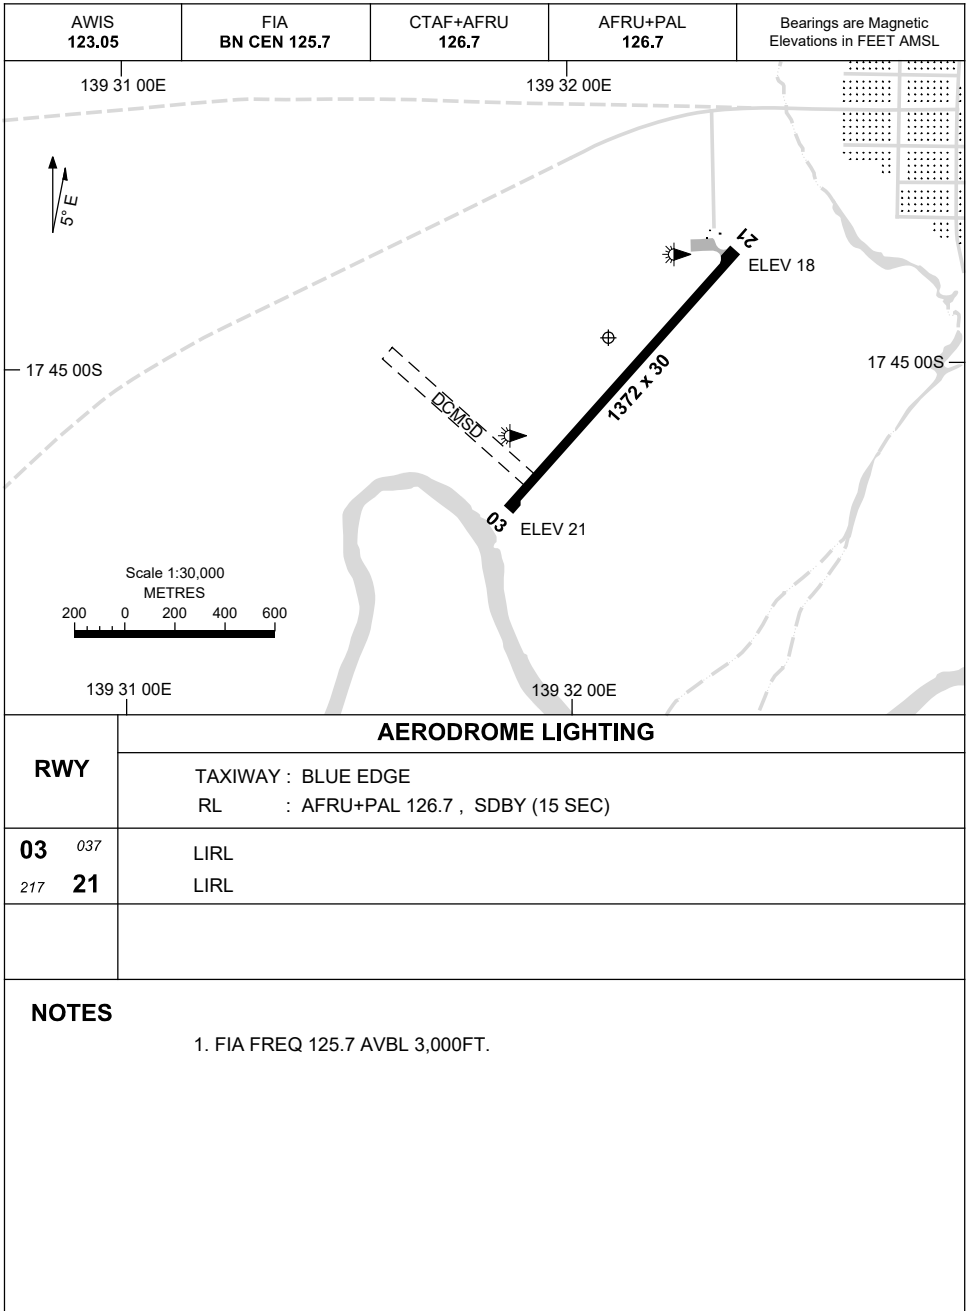 AWIS
123.05
FIA
BN CEN 125.7
CTAF+AFRU
126.7
AFRU+PAL
126.7
Bearings are Magnetic
Elevations in FEET AMSL
139 31 00E
139 32 00E
5° E
21
ELEV 18
17 45 00S
17 45 00S
1372 x 30
DCMSD
03
ELEV 21
Scale 1:30,000
METRES
200 0 200 400 600
139 31 00E
139 32 00E
RWY
AERODROME LIGHTING
TAXIWAY : BLUE EDGE
RL : AFRU+PAL 126.7 , SDBY (15 SEC)
03 037 LIRL
217 21 LIRL
NOTES
1. FIA FREQ 125.7 AVBL 3,000FT.